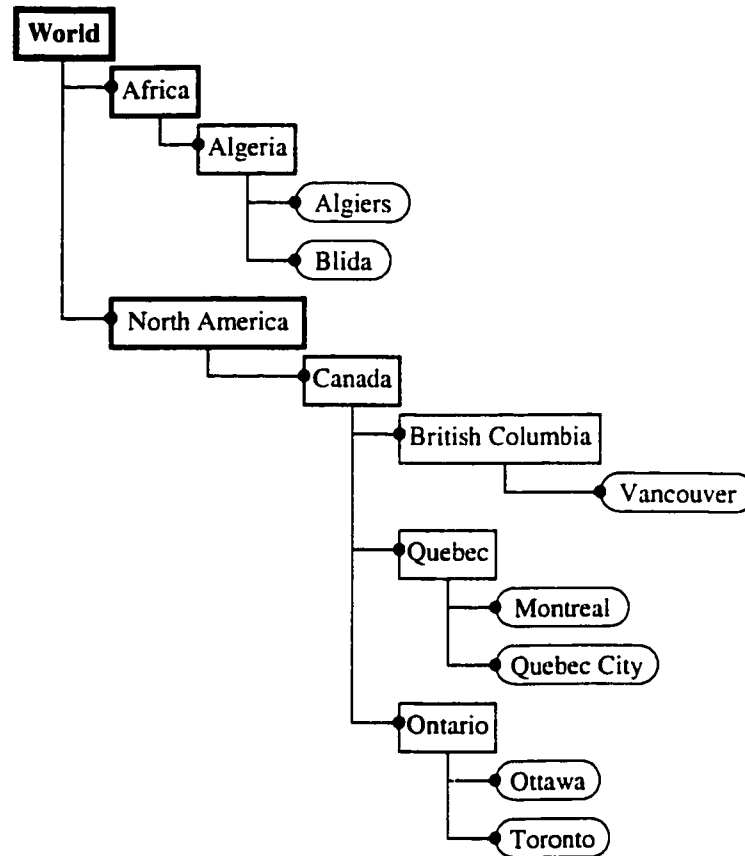 World
Africa
Algeria
Algiers
Blida
North America
Canada
British Columbia
Vancouver
Quebec
Montreal
Quebec City
Ontario
Ottawa
Toronto